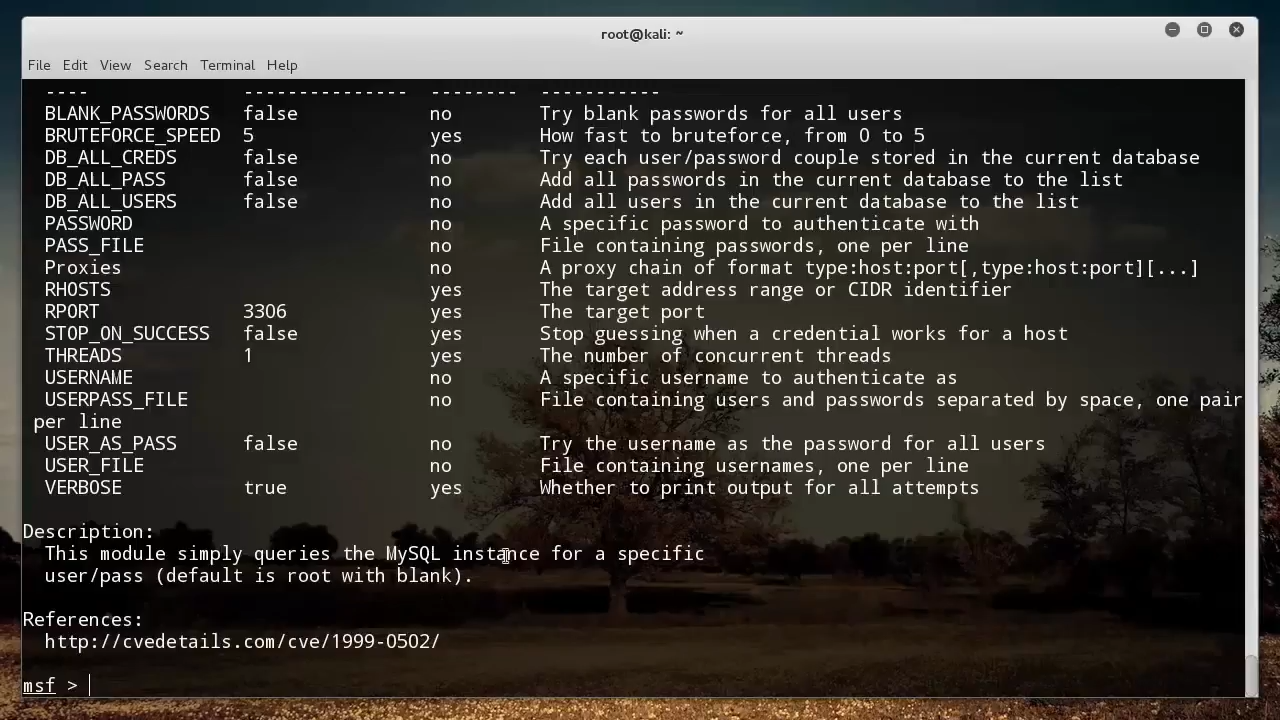 root@kali: ~
File Edit View Search Terminal Help
---- --------------- -------- -----------
BLANK_PASSWORDS false no Try blank passwords for all users
BRUTEFORCE_SPEED 5 yes How fast to bruteforce, from 0 to 5
DB_ALL_CREDS false no Try each user/password couple stored in the current database
DB_ALL_PASS false no Add all passwords in the current database to the list
DB_ALL_USERS false no Add all users in the current database to the list
PASSWORD no A specific password to authenticate with
PASS_FILE no File containing passwords, one per line
Proxies no A proxy chain of format type:host:port[,type:host:port][...]
RHOSTS yes The target address range or CIDR identifier
RPORT 3306 yes The target port
STOP_ON_SUCCESS false yes Stop guessing when a credential works for a host
THREADS 1 yes The number of concurrent threads
USERNAME no A specific username to authenticate as
USERPASS_FILE no File containing users and passwords separated by space, one pair
per line
USER_AS_PASS false no Try the username as the password for all users
USER_FILE no File containing usernames, one per line
VERBOSE true yes Whether to print output for all attempts
Description:
This module simply queries the MySQL instance for a specific
user/pass (default is root with blank).
References:
http://cvedetails.com/cve/1999-0502/
msf >